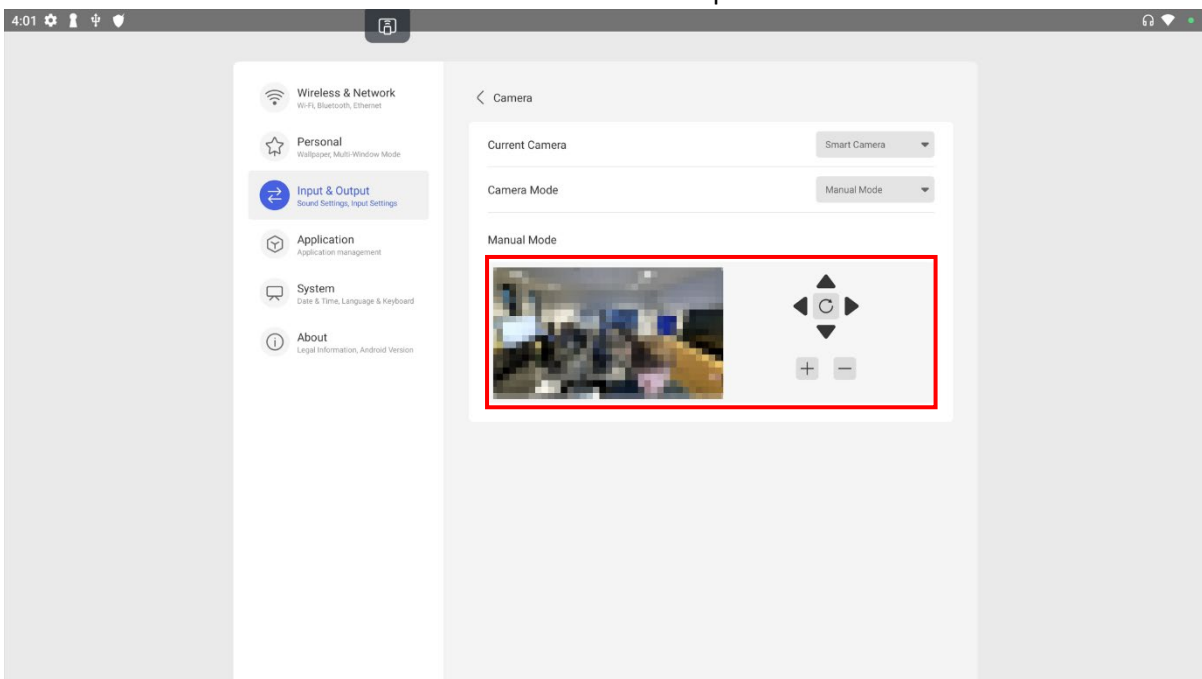 4:01
Wireless & Network
Wi-Fi, Bluetooth, Ethernet
Personal
Wallpaper, Multi-Window Mode
Input & Output
Sound Settings, Input Settings
Application
Application management
System
Date & Time, Language & Keyboard
About
Legal Information, Android Version
Camera
Current Camera
Smart Camera
Camera Mode
Manual Mode
Manual Mode